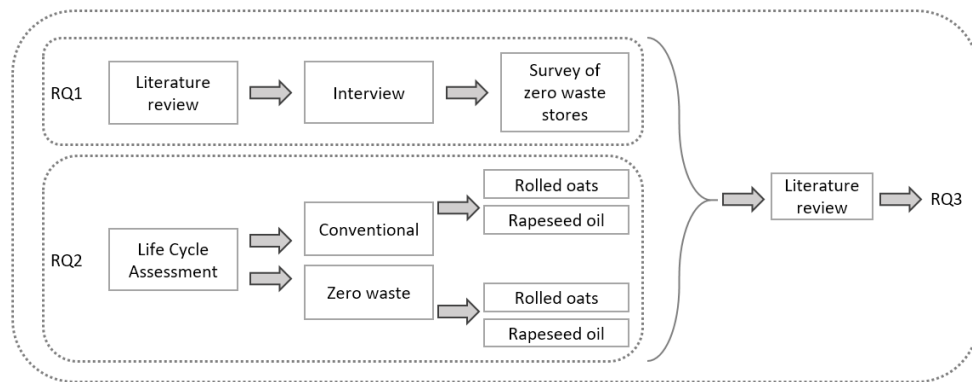 RQ1
Literature
review
Interview
Survey of
zero waste
stores
RQ2
Life Cycle
Assessment
Conventional
Rolled oats
Rapeseed oil
Zero waste
Rolled oats
Rapeseed oil
Literature
review
RQ3